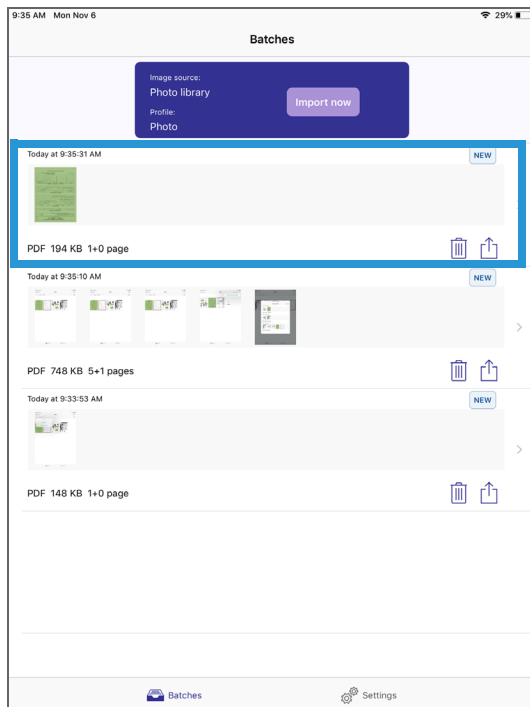 9:35 AM Mon Nov 6 29%
Batches
Image source:
Photo library
Import now
Profile:
Photo
Today at 9:35:31 AM NEW
PDF 194 KB 1+0 page
Today at 9:35:10 AM NEW
PDF 748 KB 5+1 pages
Today at 9:33:53 AM NEW
PDF 148 KB 1+0 page
Batches Settings